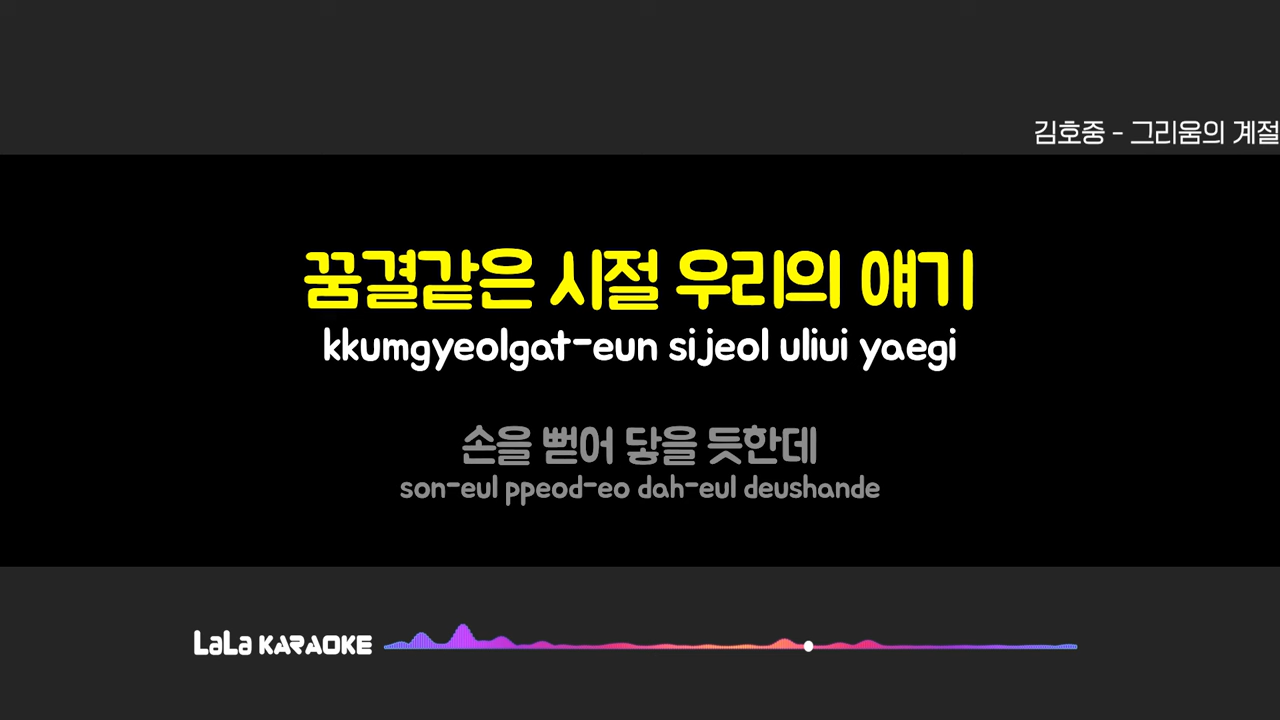 김호중 - 그리움의 계절
꿈결같은 시절 우리의 얘기
kkumgyeolgat-eun sijeol uliui yaegi
손을 뻗어 닿을 듯한데
son-eul ppeod-eo dah-eul deushande
LaLa KARAOKE